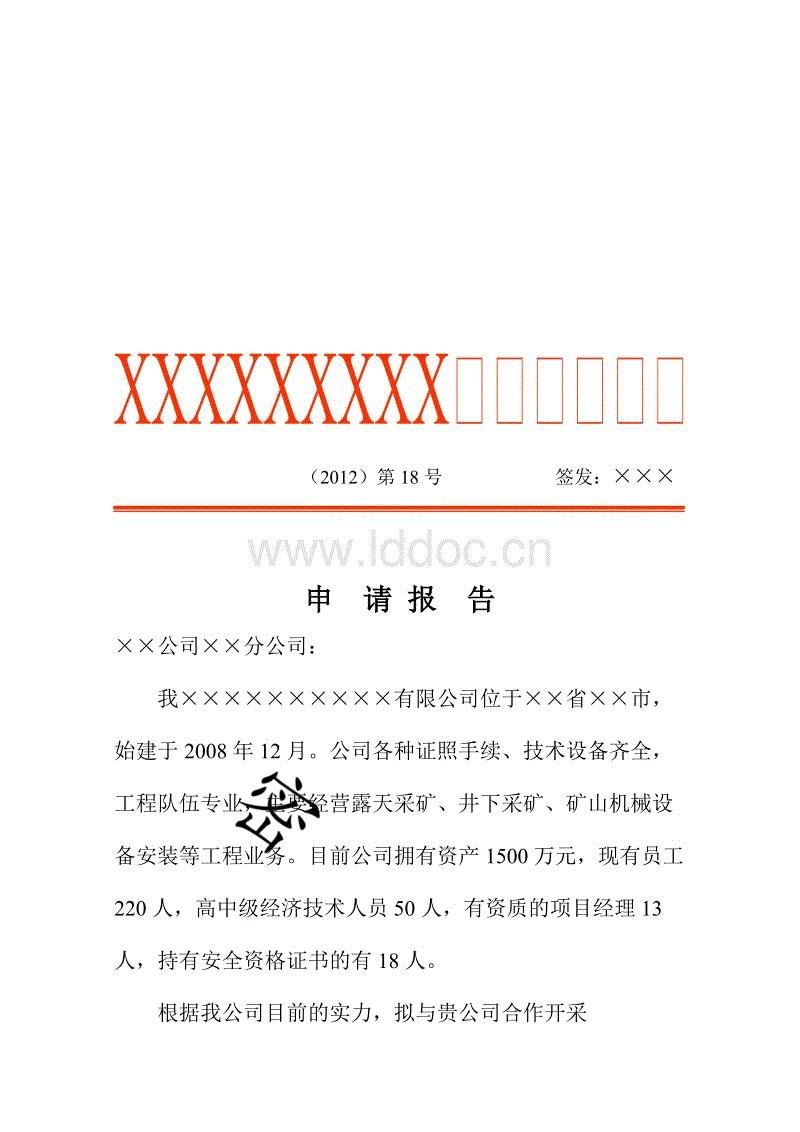 XXXXXXXXX□□□□□□
（2012）第 18 号 签发：×××
www.lddoc.cn
申 请 报 告
××公司××分公司：
我××××××××××有限公司位于××省××市，
始建于 2008 年 12 月。公司各种证照手续、技术设备齐全，
工程队伍专业，主要经营露天采矿、井下采矿、矿山机械设
密
备安装等工程业务。目前公司拥有资产 1500 万元，现有员工
220 人，高中级经济技术人员 50 人，有资质的项目经理 13
人，持有安全资格证书的有 18 人。
根据我公司目前的实力，拟与贵公司合作开采